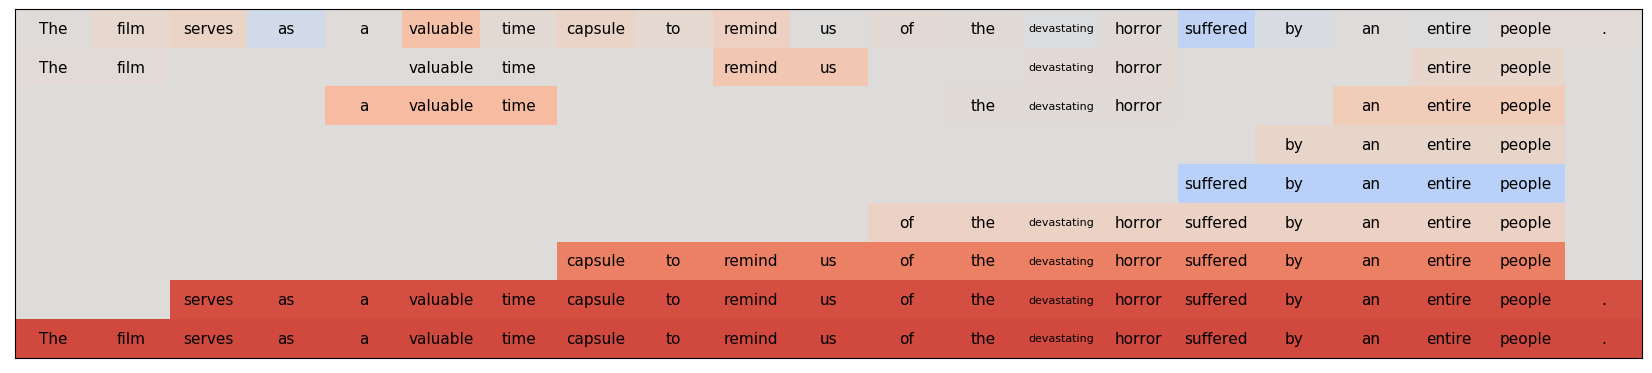 The film serves as a valuable time capsule to remind us of the devastating horror suffered by an entire people .
The film valuable time remind us devastating horror entire people
a valuable time the devastating horror an entire people
by an entire people
suffered by an entire people
of the devastating horror suffered by an entire people
capsule to remind us of the devastating horror suffered by an entire people
serves as a valuable time capsule to remind us of the devastating horror suffered by an entire people .
The film serves as a valuable time capsule to remind us of the devastating horror suffered by an entire people .